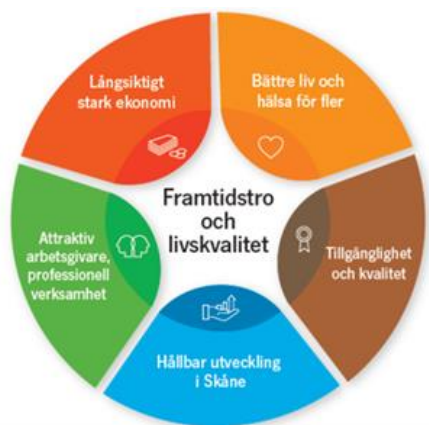 Långsiktigt
stark ekonomi
Bättre liv och
hälsa för fler
Framtidstro
och
livskvalitet
Attraktiv
arbetsgivare,
professionell
verksamhet
Tillgänglighet
och kvalitet
Hållbar utveckling
i Skåne